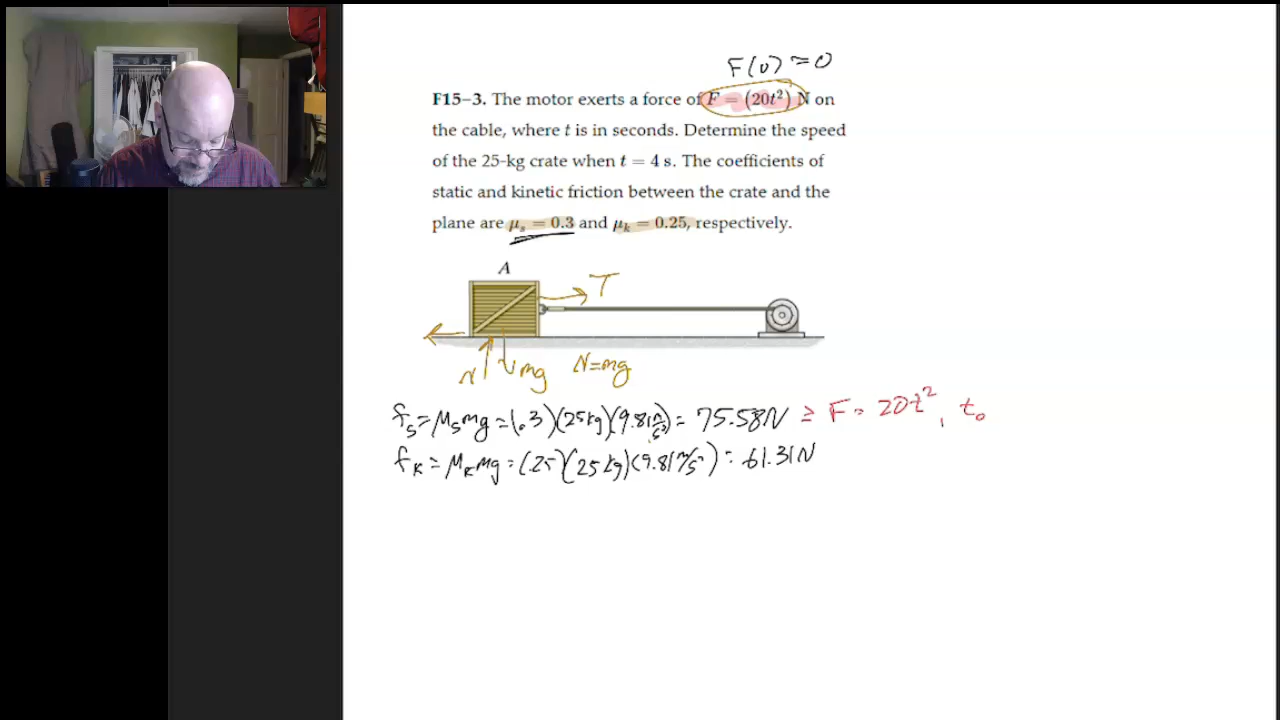 F(0) = 0
F15–3. The motor exerts a force of F = (20t²) N on
the cable, where t is in seconds. Determine the speed
of the 25-kg crate when t = 4 s. The coefficients of
static and kinetic friction between the crate and the
plane are μs = 0.3 and μk = 0.25, respectively.
A
T
N mg N=mg
fs = μsmg = (.3)(25kg)(9.81m/s²) = 75.58N ≥ F = 20t², t₀
fk = μkmg = (.25)(25kg)(9.81m/s²) = 61.31N